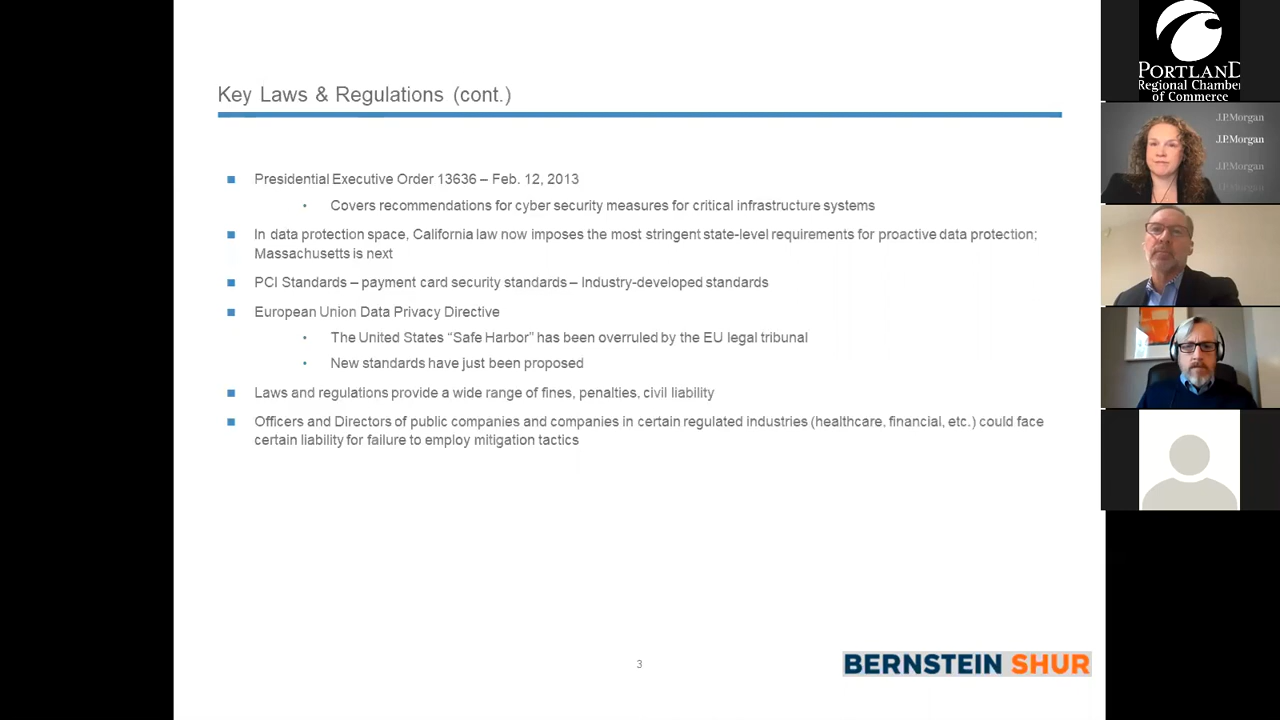 Key Laws & Regulations (cont.)
Presidential Executive Order 13636 – Feb. 12, 2013
Covers recommendations for cyber security measures for critical infrastructure systems
In data protection space, California law now imposes the most stringent state-level requirements for proactive data protection;
Massachusetts is next
PCI Standards – payment card security standards – Industry-developed standards
European Union Data Privacy Directive
The United States “Safe Harbor” has been overruled by the EU legal tribunal
New standards have just been proposed
Laws and regulations provide a wide range of fines, penalties, civil liability
Officers and Directors of public companies and companies in certain regulated industries (healthcare, financial, etc.) could face
certain liability for failure to employ mitigation tactics
3
BERNSTEIN SHUR
PORTLAND
Regional Chamber
of Commerce
J.P.Morgan
J.P.Morgan
J.P.Morgan
J.P.Morgan